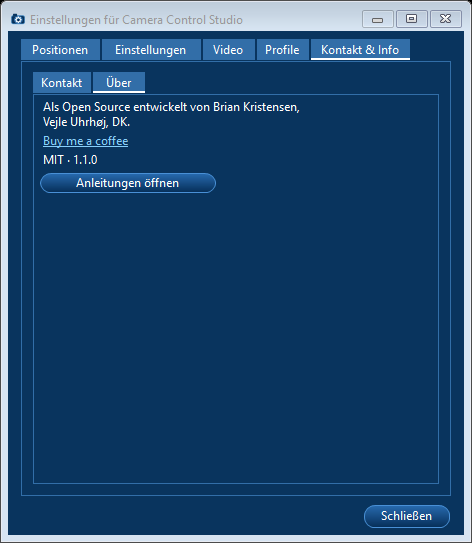 Einstellungen für Camera Control Studio
Positionen Einstellungen Video Profile Kontakt & Info
Kontakt Über
Als Open Source entwickelt von Brian Kristensen,
Vejle Uhrhøj, DK.
Buy me a coffee
MIT · 1.1.0
Anleitungen öffnen
Schließen